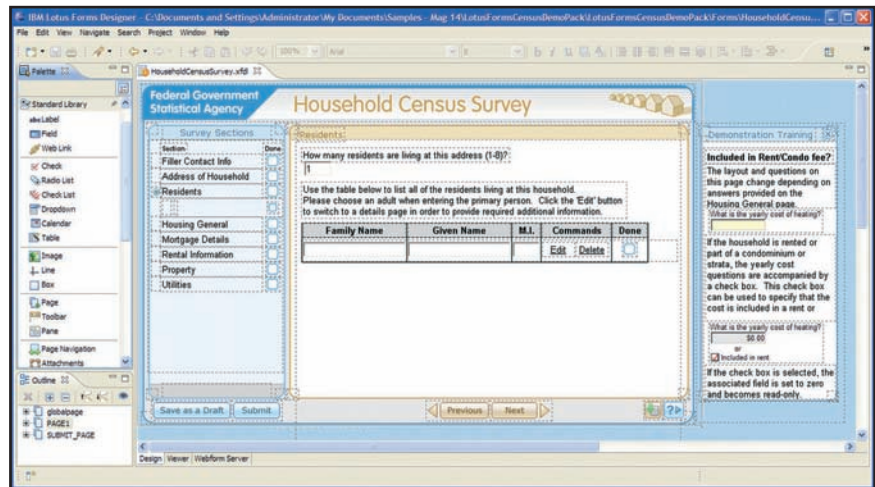 IBM Lotus Forms Designer - C:\Documents and Settings\Administrator\My Documents\Samples - Mag 14\LotusFormsCensusDemoPack\LotusFormsCensusDemoPack\Forms\HouseholdCensu...
File Edit View Navigate Search Project Window Help
100% Arial 8
Palette
HouseholdCensusSurvey.xfdl
Standard Library
Label
Field
Web Link
Check
Radio List
Check List
Dropdown
Calendar
Table
Image
Line
Box
Page
Toolbar
Pane
Page Navigation
Attachments
Outline
globalpage
PAGE1
SUBMIT_PAGE
Federal Government
Statistical Agency
Household Census Survey
Survey Sections
Section Done
Filler Contact Info
Address of Household
Residents
Housing General
Mortgage Details
Rental Information
Property
Utilities
Save as a Draft Submit
Residents
How many residents are living at this address (1-8)?
1
Use the table below to list all of the residents living at this household.
Please choose an adult when entering the primary person. Click the 'Edit' button
to switch to a details page in order to provide required additional information.
Family Name Given Name M.I. Commands Done
Edit Delete
Previous Next
Demonstration Training
Included in Rent/Condo fee?
The layout and questions on
this page change depending on
answers provided on the
Housing General page.
What is the yearly cost of heating?
If the household is rented or
part of a condominium or
strata, the yearly cost
questions are accompanied by
a check box. This check box
can be used to specify that the
cost is included in a rent or
What is the yearly cost of heating?
$0.00
or
Included in rent
If the check box is selected, the
associated field is set to zero
and becomes read-only.
Design Viewer Webform Server